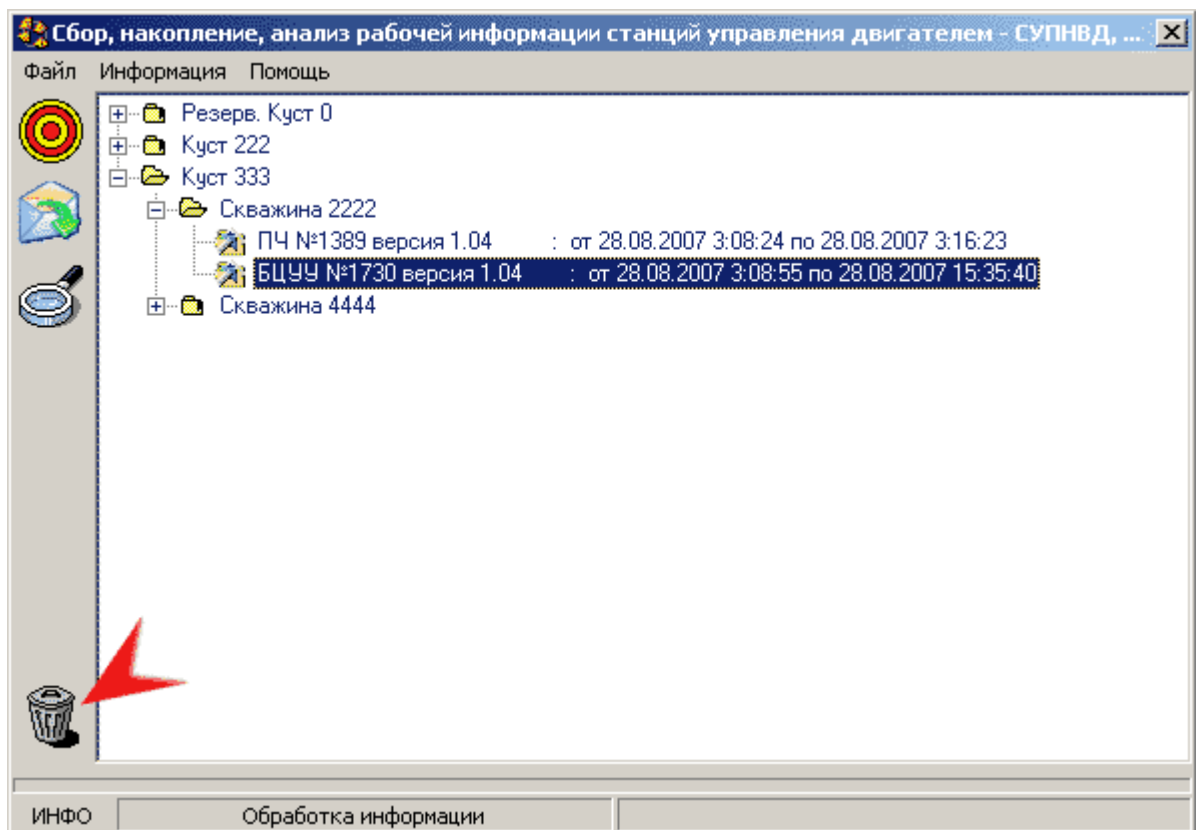 Сбор, накопление, анализ рабочей информации станций управления двигателем - СУПНВД, ...
Файл Информация Помощь
Резерв. Куст 0
Куст 222
Куст 333
Скважина 2222
ПЧ №1389 версия 1.04 : от 28.08.2007 3:08:24 по 28.08.2007 3:16:23
БЦУУ №1730 версия 1.04 : от 28.08.2007 3:08:55 по 28.08.2007 15:35:40
Скважина 4444
ИНФО Обработка информации